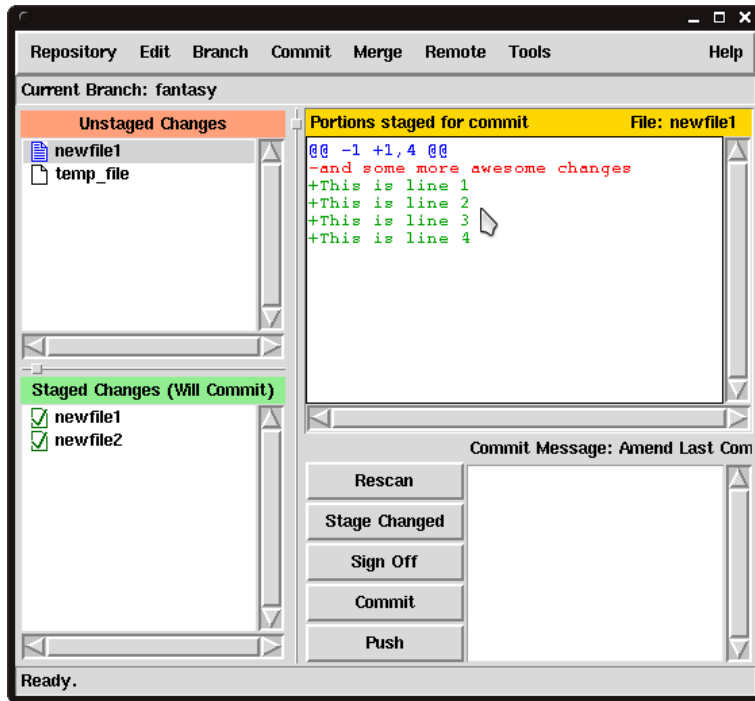 Repository Edit Branch Commit Merge Remote Tools Help
Current Branch: fantasy
Unstaged Changes
newfile1
temp_file
Portions staged for commit File: newfile1
@@ -1 +1,4 @@
-and some more awesome changes
+This is line 1
+This is line 2
+This is line 3
+This is line 4
Staged Changes (Will Commit)
newfile1
newfile2
Commit Message: Amend Last Com
Rescan
Stage Changed
Sign Off
Commit
Push
Ready.